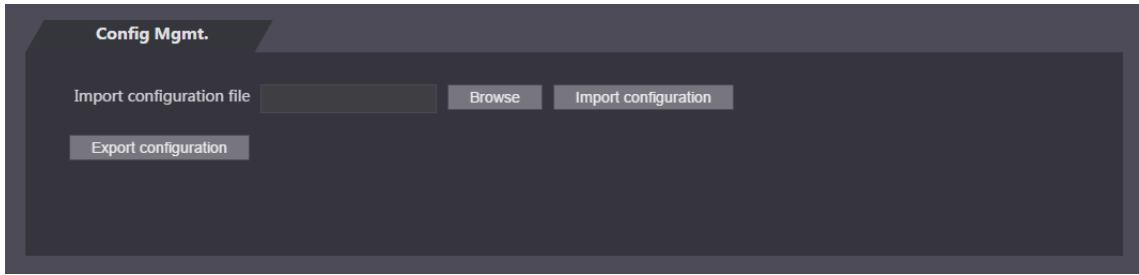 Config Mgmt.
Import configuration file Browse Import configuration
Export configuration